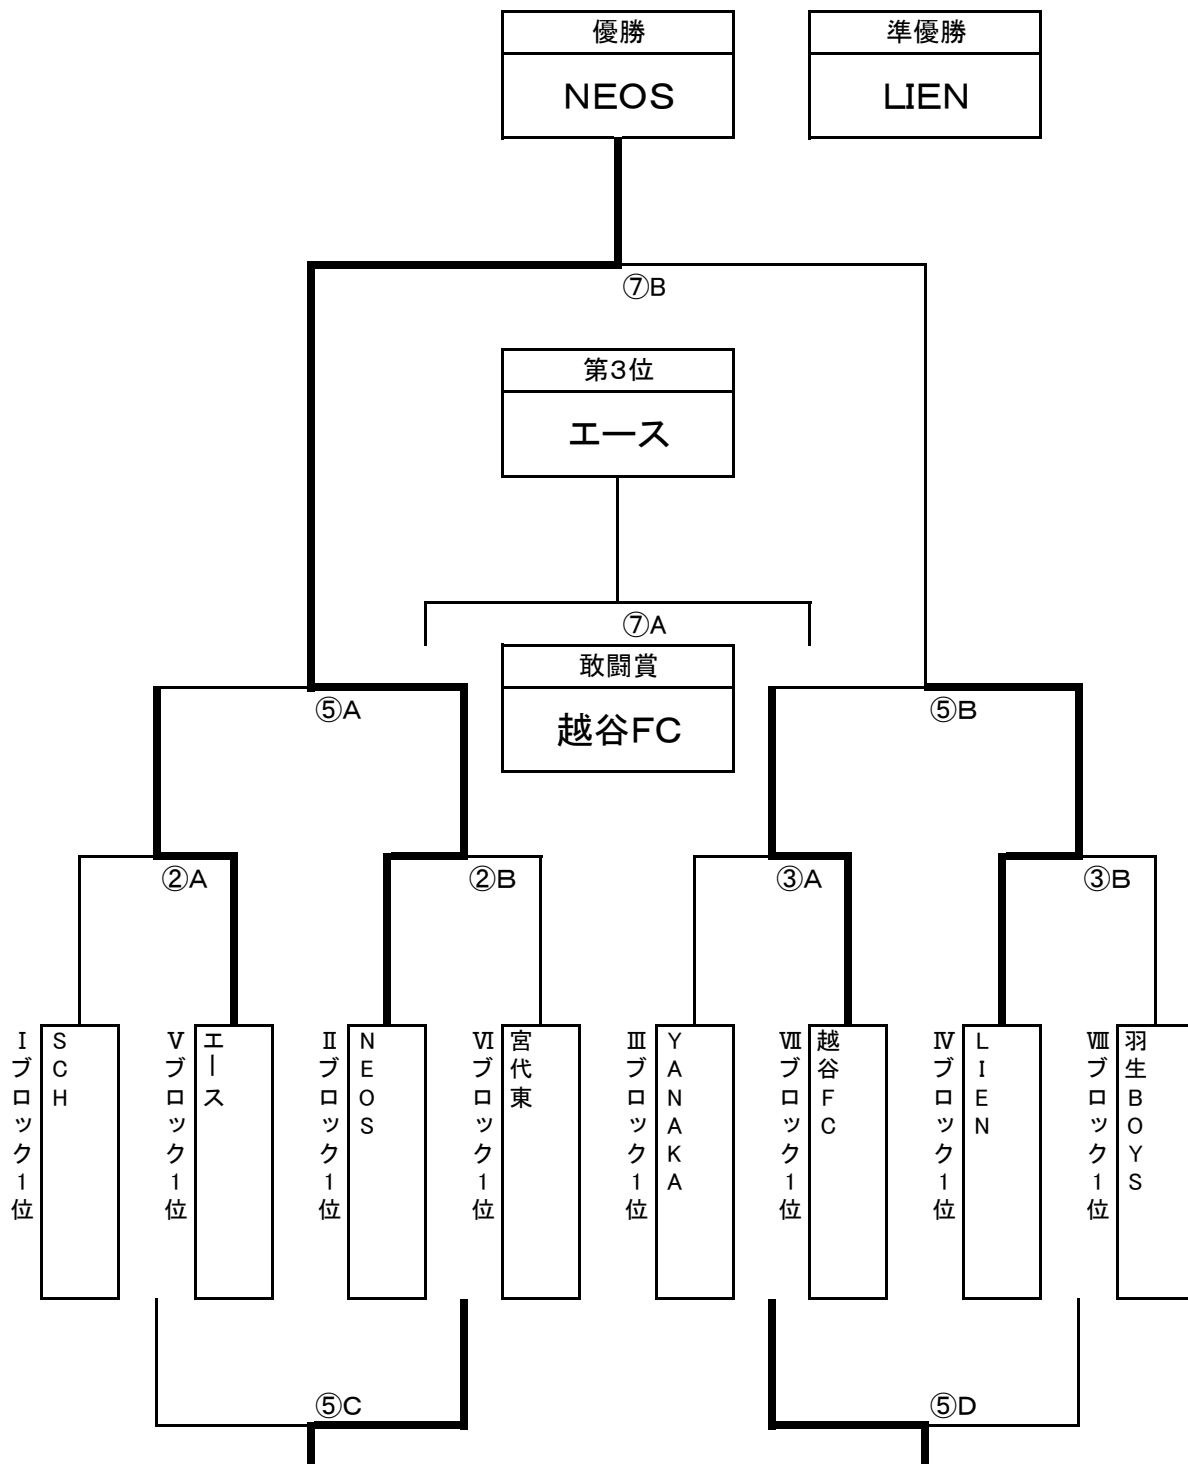 優勝
準優勝
NEOS
LIEN
⑦B
第3位
エース
⑦A
敢闘賞
越谷FC
⑤A
⑤B
②A
②B
③A
③B
Ⅰブロック1位
SCH
Ⅴブロック1位
エース
Ⅱブロック1位
NEOS
Ⅵブロック1位
宮代東
Ⅲブロック1位
YANAKA
Ⅶブロック1位
越谷FC
Ⅳブロック1位
LIEN
Ⅷブロック1位
羽生BOYS
⑤C
⑤D